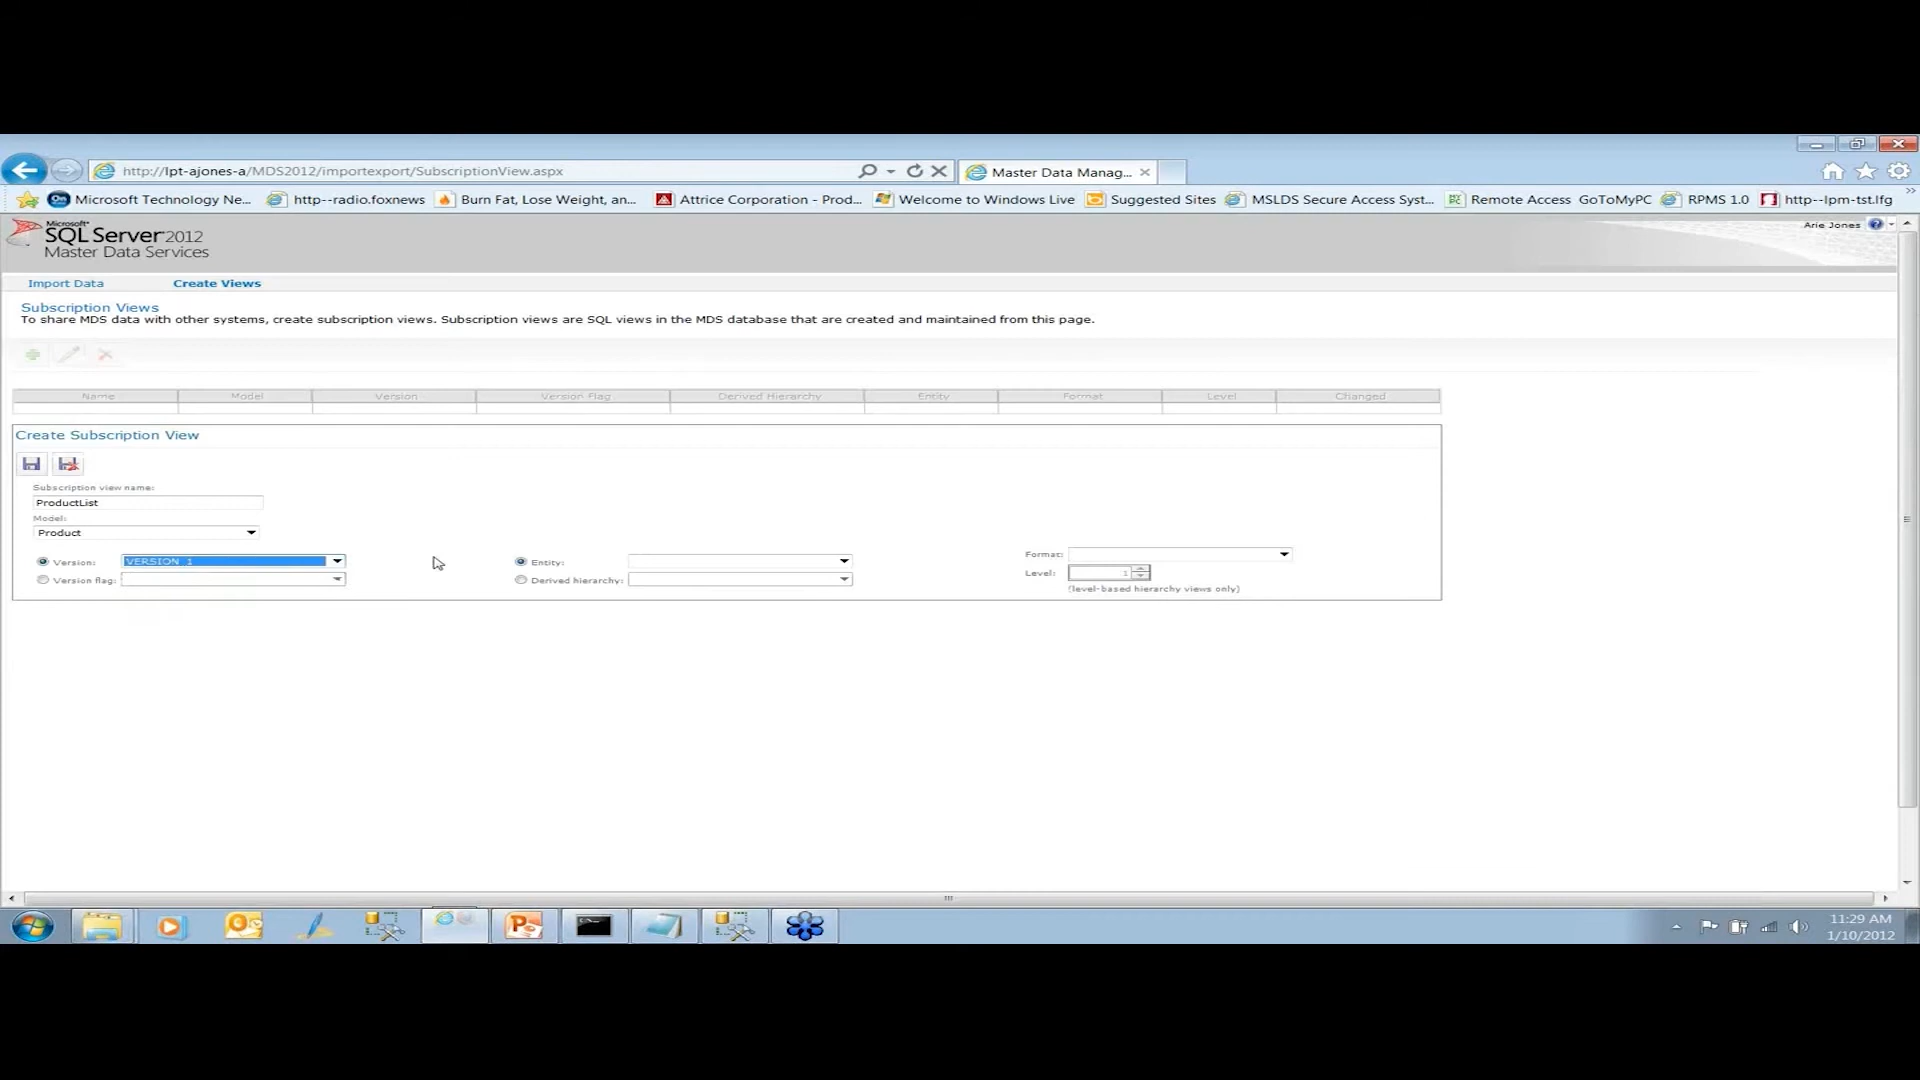 http://lpt-ajones-a/MDS2012/importexport/SubscriptionView.aspx
Master Data Manag...
Microsoft Technology Ne...
http--radio.foxnews
Burn Fat, Lose Weight, an...
Attrice Corporation - Prod...
Welcome to Windows Live
Suggested Sites
MSLDS Secure Access Syst...
Remote Access
GoToMyPC
RPMS 1.0
http--lpm-tst.lfg
Microsoft
SQL Server 2012
Master Data Services
Arie Jones
Import Data
Create Views
Subscription Views
To share MDS data with other systems, create subscription views. Subscription views are SQL views in the MDS database that are created and maintained from this page.
Name Model Version Version Flag Derived Hierarchy Entity Format Level Changed
Create Subscription View
Subscription view name:
ProductList
Model:
Product
Version: VERSION_1
Version flag:
Entity:
Derived hierarchy:
Format:
Level: 1
(level-based hierarchy views only)
11:29 AM
1/10/2012